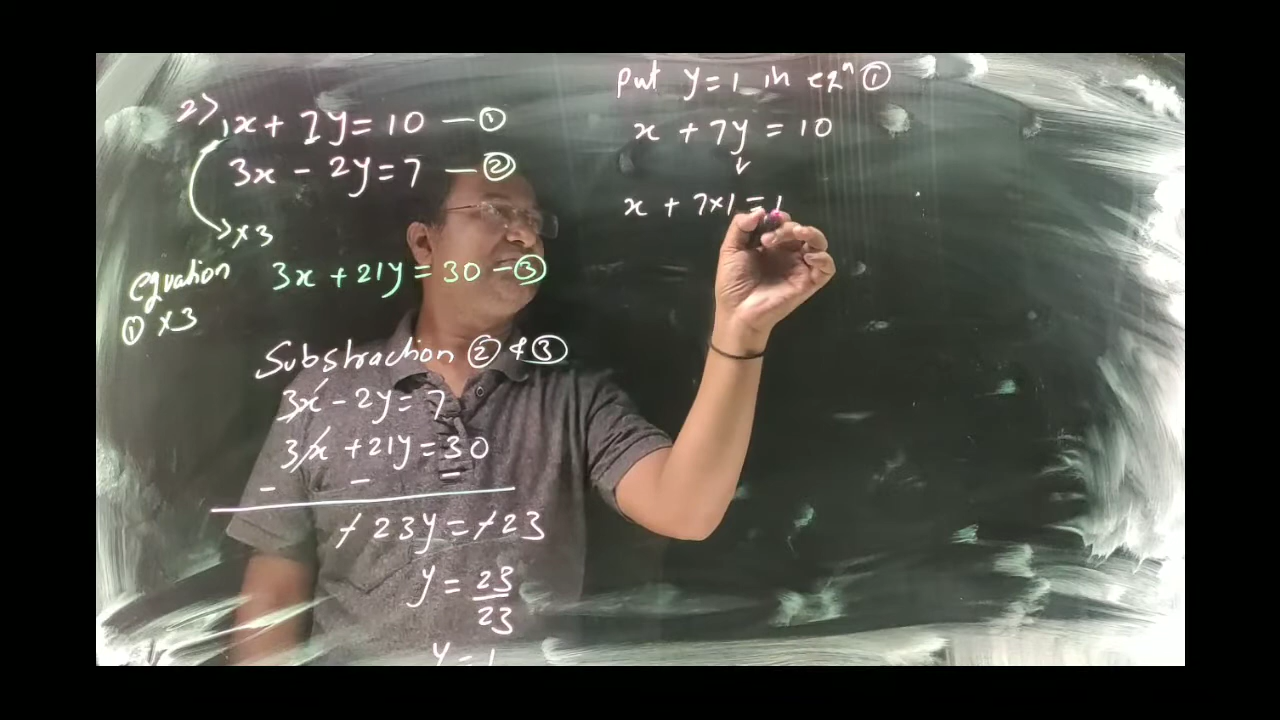 2> 1x + 7y = 10 — ①
3x - 2y = 7 — ②
×3
equation
① ×3
3x + 21y = 30 - ③
Substraction ② & ③
3x - 2y = 7
3x + 21y = 30
- - -
-23y = -23
y = 23/23
y = 1
Put y = 1 in eqⁿ ①
x + 7y = 10
x + 7×1 = 1